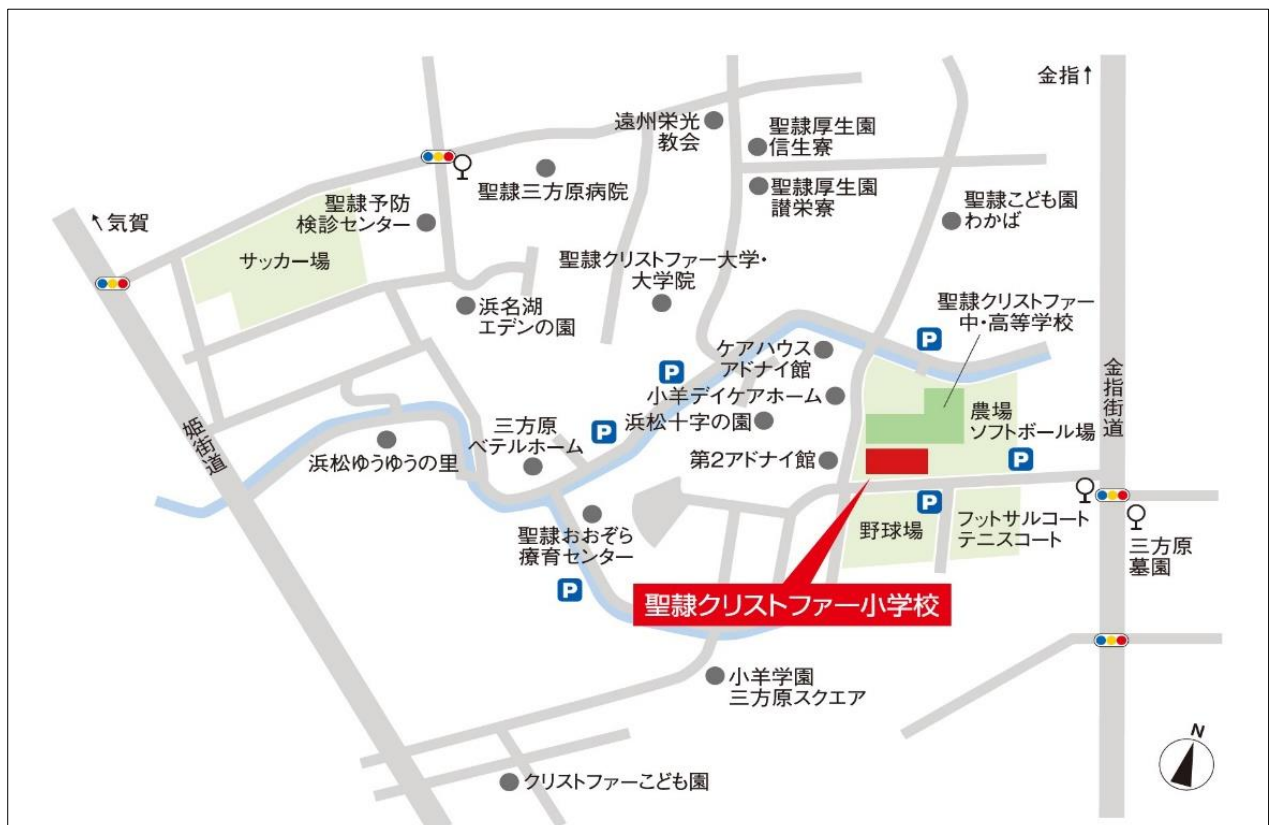 金指↑
遠州栄光
教会
聖隷厚生園
信生寮
聖隷三方原病院
聖隷厚生園
讃栄寮
聖隷予防
検診センター
聖隷こども園
わかば
↖気賀
サッカー場
聖隷クリストファー大学・
大学院
聖隷クリストファー
中・高等学校
浜名湖
エデンの園
P
ケアハウス
アドナイ館
P
小羊デイケアホーム
金指街道
農場
ソフトボール場
姫街道
三方原
ベテルホーム
P
浜松十字の園
浜松ゆうゆうの里
第2アドナイ館
P
P
野球場
フットサルコート
テニスコート
聖隷おおぞら
療育センター
三方原
墓園
P
聖隷クリストファー小学校
小羊学園
三方原スクエア
N
クリストファーこども園